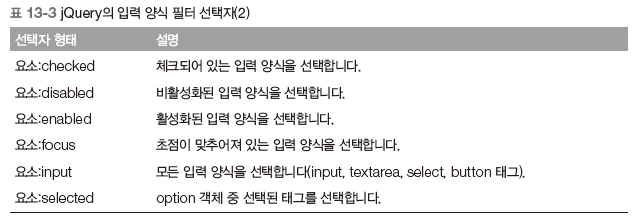 표 13-3 jQuery의 입력 양식 필터 선택자(2)
선택자 형태 설명
요소:checked 체크되어 있는 입력 양식을 선택합니다.
요소:disabled 비활성화된 입력 양식을 선택합니다.
요소:enabled 활성화된 입력 양식을 선택합니다.
요소:focus 초점이 맞추어져 있는 입력 양식을 선택합니다.
요소:input 모든 입력 양식을 선택합니다(input, textarea, select, button 태그).
요소:selected option 객체 중 선택된 태그를 선택합니다.